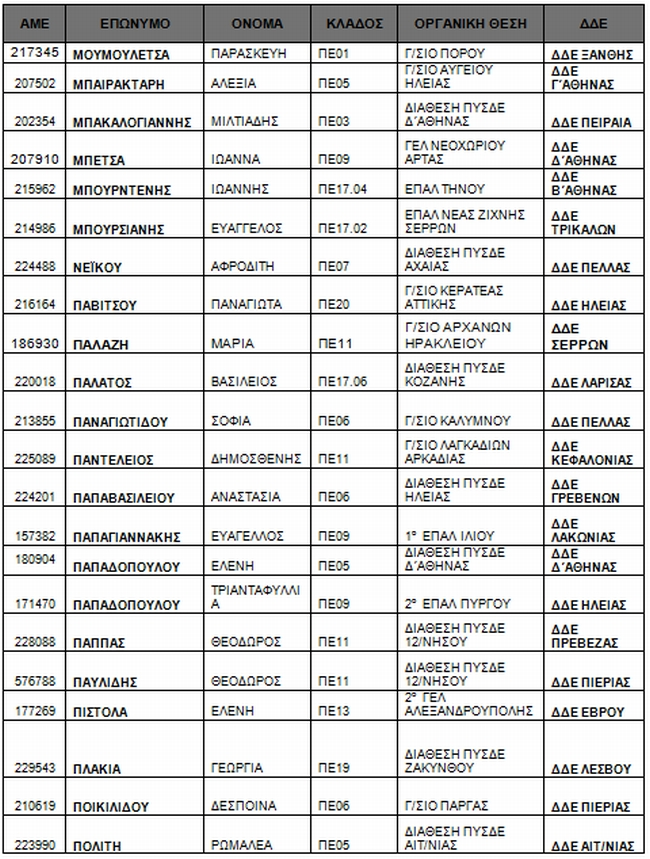 ΑΜΕ ΕΠΩΝΥΜΟ ΟΝΟΜΑ ΚΛΑΔΟΣ ΟΡΓΑΝΙΚΗ ΘΕΣΗ ΔΔΕ
217345 ΜΟΥΜΟΥΛΕΤΣΑ ΠΑΡΑΣΚΕΥΗ ΠΕ01 Γ/ΣΙΟ ΠΟΡΟΥ ΔΔΕ ΞΑΝΘΗΣ
207502 ΜΠΑΙΡΑΚΤΑΡΗ ΑΛΕΞΙΑ ΠΕ05 Γ/ΣΙΟ ΑΥΓΕΙΟΥ ΗΛΕΙΑΣ ΔΔΕ Γ΄ΑΘΗΝΑΣ
202354 ΜΠΑΚΑΛΟΓΙΑΝΝΗΣ ΜΙΛΤΙΑΔΗΣ ΠΕ03 ΔΙΑΘΕΣΗ ΠΥΣΔΕ Δ΄ΑΘΗΝΑΣ ΔΔΕ ΠΕΙΡΑΙΑ
207910 ΜΠΕΤΣΑ ΙΩΑΝΝΑ ΠΕ09 ΓΕΛ ΝΕΟΧΩΡΙΟΥ ΑΡΤΑΣ ΔΔΕ Δ΄ΑΘΗΝΑΣ
215962 ΜΠΟΥΡΝΤΕΝΗΣ ΙΩΑΝΝΗΣ ΠΕ17.04 ΕΠΑΛ ΤΗΝΟΥ ΔΔΕ Β΄ΑΘΗΝΑΣ
214986 ΜΠΟΥΡΣΙΑΝΗΣ ΕΥΑΓΓΕΛΟΣ ΠΕ17.02 ΕΠΑΛ ΝΕΑΣ ΖΙΧΝΗΣ ΣΕΡΡΩΝ ΔΔΕ ΤΡΙΚΑΛΩΝ
224488 ΝΕΪΚΟΥ ΑΦΡΟΔΙΤΗ ΠΕ07 ΔΙΑΘΕΣΗ ΠΥΣΔΕ ΑΧΑΙΑΣ ΔΔΕ ΠΕΛΛΑΣ
216164 ΠΑΒΙΤΣΟΥ ΠΑΝΑΓΙΩΤΑ ΠΕ20 Γ/ΣΙΟ ΚΕΡΑΤΕΑΣ ΑΤΤΙΚΗΣ ΔΔΕ ΗΛΕΙΑΣ
186930 ΠΑΛΑΖΗ ΜΑΡΙΑ ΠΕ11 Γ/ΣΙΟ ΑΡΧΑΝΩΝ ΗΡΑΚΛΕΙΟΥ ΔΔΕ ΣΕΡΡΩΝ
220018 ΠΑΛΑΤΟΣ ΒΑΣΙΛΕΙΟΣ ΠΕ17.06 ΔΙΑΘΕΣΗ ΠΥΣΔΕ ΚΟΖΑΝΗΣ ΔΔΕ ΛΑΡΙΣΑΣ
213855 ΠΑΝΑΓΙΩΤΙΔΟΥ ΣΟΦΙΑ ΠΕ06 Γ/ΣΙΟ ΚΑΛΥΜΝΟΥ ΔΔΕ ΠΕΛΛΑΣ
225089 ΠΑΝΤΕΛΕΙΟΣ ΔΗΜΟΣΘΕΝΗΣ ΠΕ11 Γ/ΣΙΟ ΛΑΓΚΑΔΙΩΝ ΑΡΚΑΔΙΑΣ ΔΔΕ ΚΕΦΑΛΟΝΙΑΣ
224201 ΠΑΠΑΒΑΣΙΛΕΙΟΥ ΑΝΑΣΤΑΣΙΑ ΠΕ06 ΔΙΑΘΕΣΗ ΠΥΣΔΕ ΗΛΕΙΑΣ ΔΔΕ ΓΡΕΒΕΝΩΝ
157382 ΠΑΠΑΓΙΑΝΝΑΚΗΣ ΕΥΑΓΕΛΛΟΣ ΠΕ09 1º ΕΠΑΛ ΙΛΙΟΥ ΔΔΕ ΛΑΚΩΝΙΑΣ
180904 ΠΑΠΑΔΟΠΟΥΛΟΥ ΕΛΕΝΗ ΠΕ05 ΔΙΑΘΕΣΗ ΠΥΣΔΕ Δ΄ΑΘΗΝΑΣ ΔΔΕ Δ΄ΑΘΗΝΑΣ
171470 ΠΑΠΑΔΟΠΟΥΛΟΥ ΤΡΙΑΝΤΑΦΥΛΛΙΑ ΠΕ09 2º ΕΠΑΛ ΠΥΡΓΟΥ ΔΔΕ ΗΛΕΙΑΣ
228088 ΠΑΠΠΑΣ ΘΕΟΔΩΡΟΣ ΠΕ11 ΔΙΑΘΕΣΗ ΠΥΣΔΕ 12/ΝΗΣΟΥ ΔΔΕ ΠΡΕΒΕΖΑΣ
576788 ΠΑΥΛΙΔΗΣ ΘΕΟΔΩΡΟΣ ΠΕ11 ΔΙΑΘΕΣΗ ΠΥΣΔΕ 12/ΝΗΣΟΥ ΔΔΕ ΠΙΕΡΙΑΣ
177269 ΠΙΣΤΟΛΑ ΕΛΕΝΗ ΠΕ13 2º ΓΕΛ ΑΛΕΞΑΝΔΡΟΥΠΟΛΗΣ ΔΔΕ ΕΒΡΟΥ
229543 ΠΛΑΚΙΑ ΓΕΩΡΓΙΑ ΠΕ19 ΔΙΑΘΕΣΗ ΠΥΣΔΕ ΖΑΚΥΝΘΟΥ ΔΔΕ ΛΕΣΒΟΥ
210619 ΠΟΙΚΙΛΙΔΟΥ ΔΕΣΠΟΙΝΑ ΠΕ06 Γ/ΣΙΟ ΠΑΡΓΑΣ ΔΔΕ ΠΙΕΡΙΑΣ
223990 ΠΟΛΙΤΗ ΡΩΜΑΛΕΑ ΠΕ05 ΔΙΑΘΕΣΗ ΠΥΣΔΕ ΑΙΤ/ΝΙΑΣ ΔΔΕ ΑΙΤ/ΝΙΑΣ